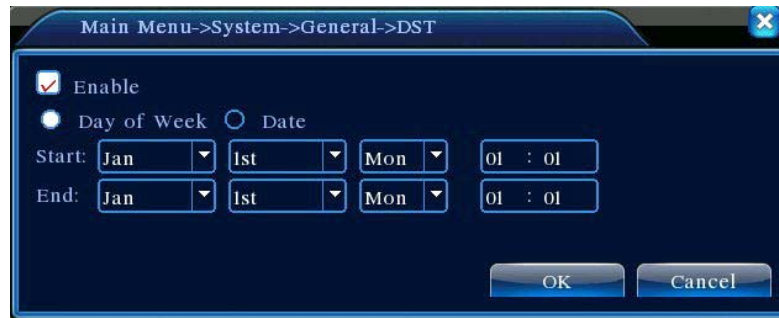 Main Menu->System->General->DST
Enable
Day of Week Date
Start: Jan 1st Mon 01 : 01
End: Jan 1st Mon 01 : 01
OK Cancel